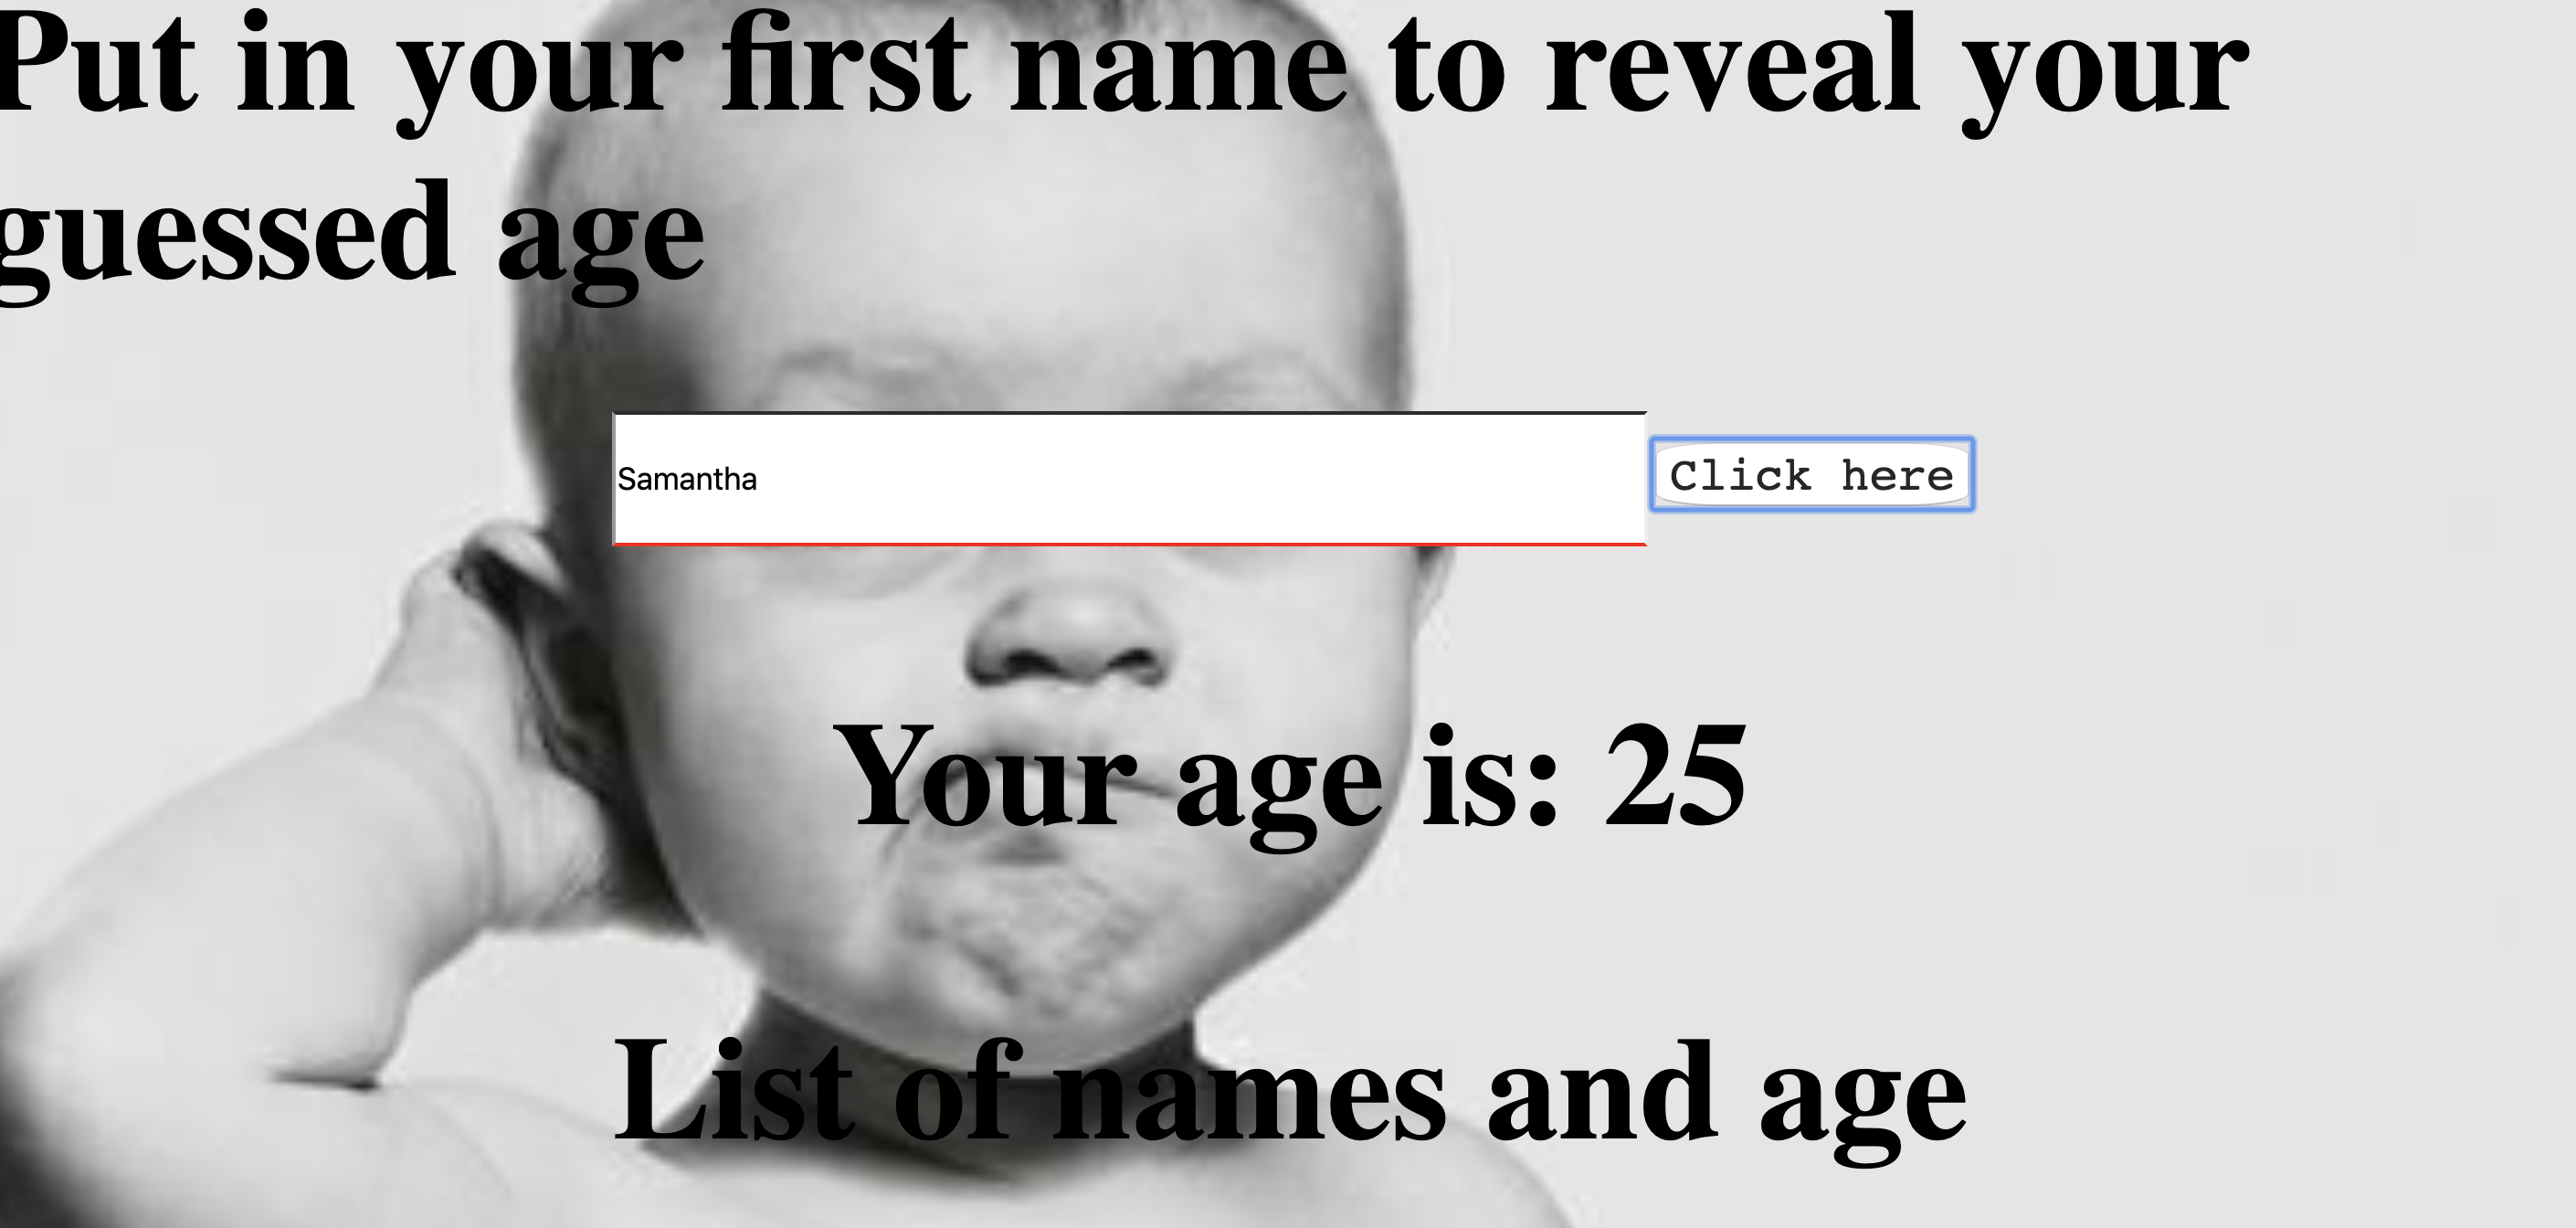 Put in your first name to reveal your
guessed age
Samantha
Click here
Your age is: 25
List of names and age